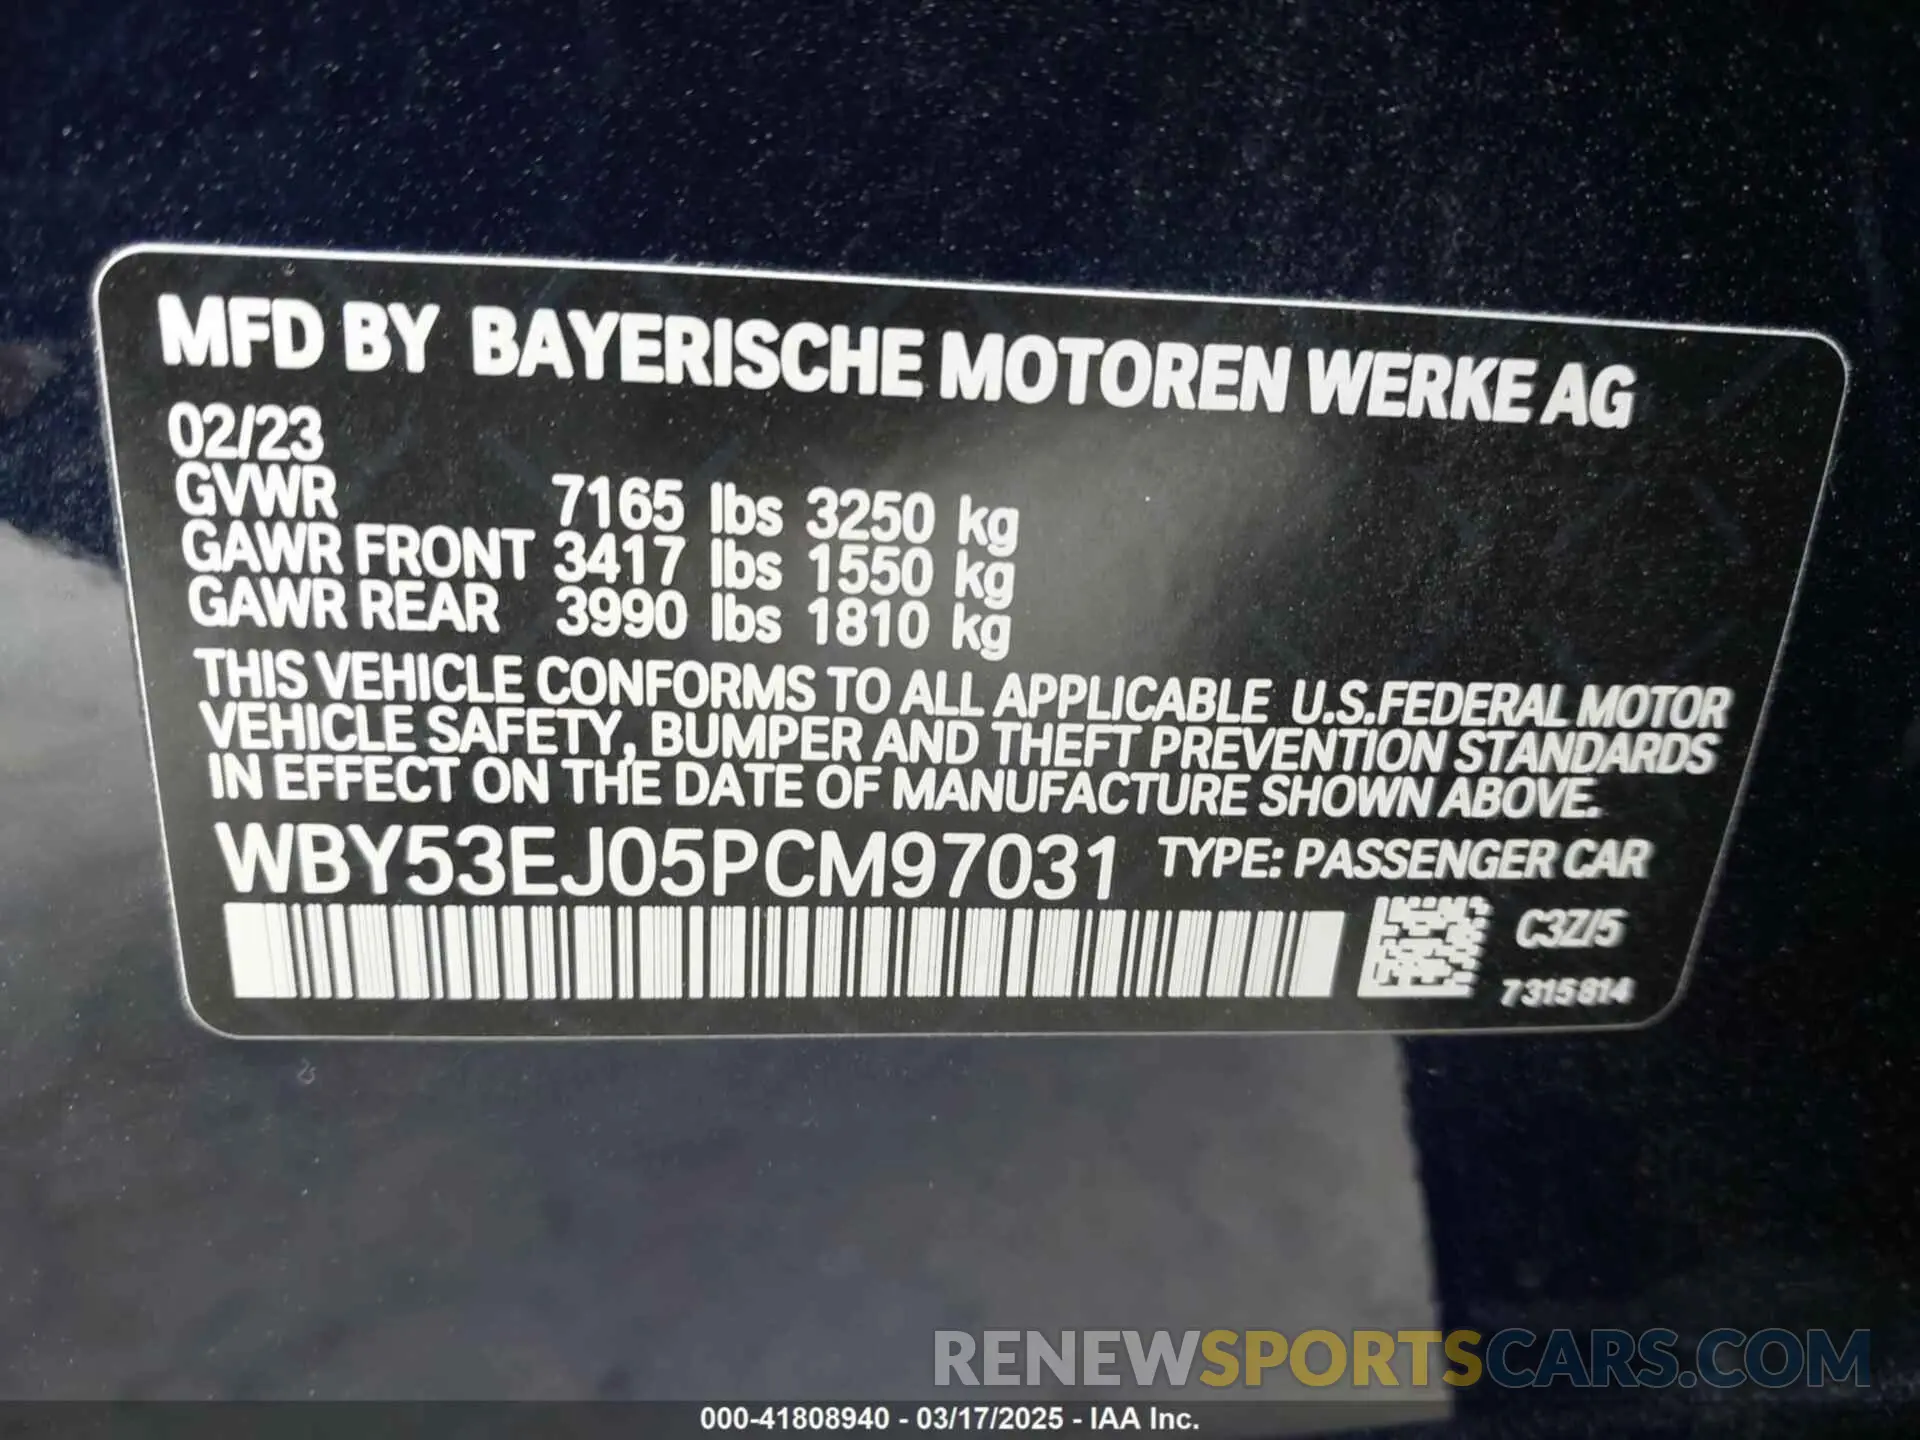 MFD BY BAYERISCHE MOTOREN WERKE AG
02/23
GVWR 7165 lbs 3250 kg
GAWR FRONT 3417 lbs 1550 kg
GAWR REAR 3990 lbs 1810 kg
THIS VEHICLE CONFORMS TO ALL APPLICABLE U.S.FEDERAL MOTOR
VEHICLE SAFETY, BUMPER AND THEFT PREVENTION STANDARDS
IN EFFECT ON THE DATE OF MANUFACTURE SHOWN ABOVE.
WBY53EJ05PCM97031 TYPE: PASSENGER CAR
C3Z/5
7315814
RENEWSPORTSCARS.COM
000-41808940 - 03/17/2025 - IAA Inc.